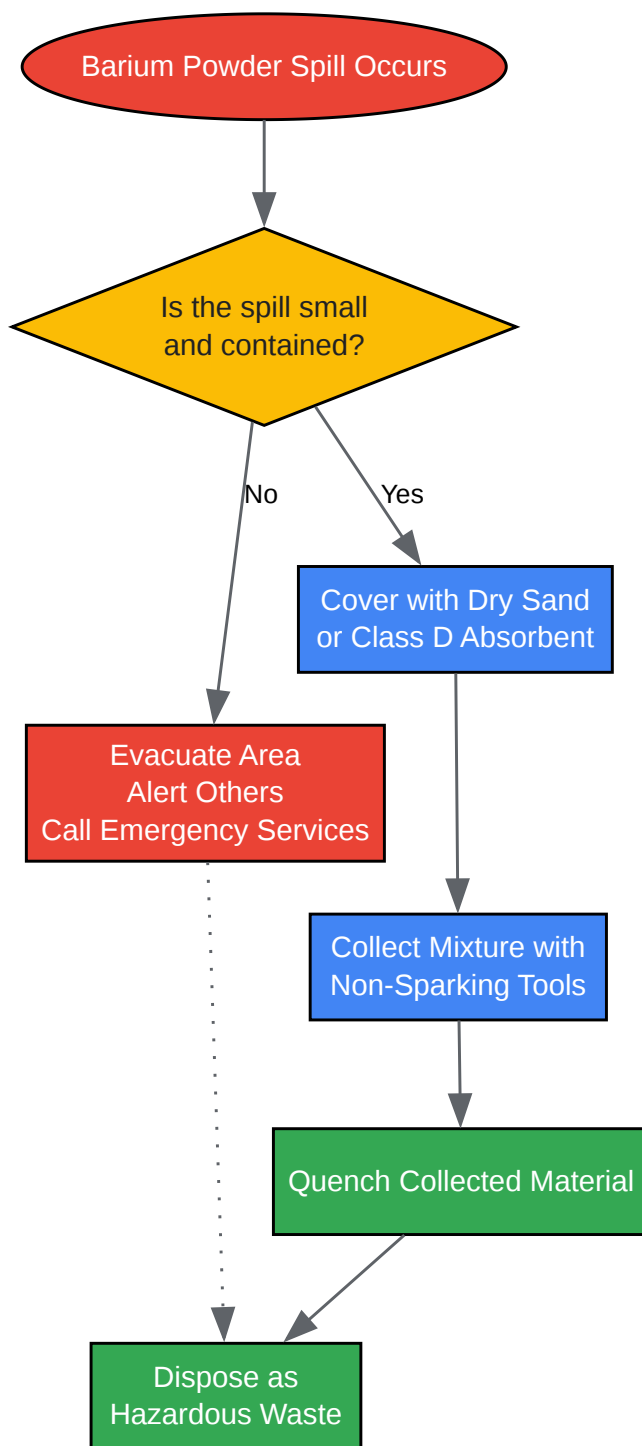 Barium Powder Spill Occurs
Is the spill small
and contained?
No
Yes
Cover with Dry Sand
or Class D Absorbent
Evacuate Area
Alert Others
Call Emergency Services
Collect Mixture with
Non-Sparking Tools
Quench Collected Material
Dispose as
Hazardous Waste